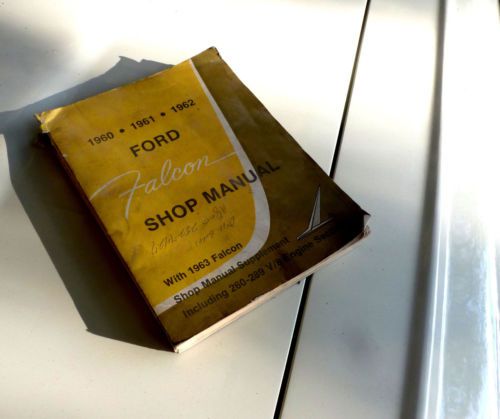 1960 • 1961 • 1962
FORD
Falcon
SHOP MANUAL
With 1963 Falcon
Shop Manual Supplement
Including 260-289 V/8 Engine